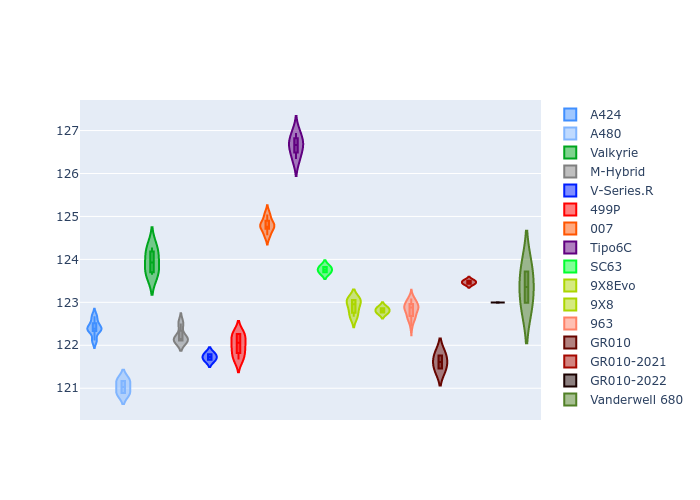 127
126
125
124
123
122
121
A424
A480
Valkyrie
M-Hybrid
V-Series.R
499P
007
Tipo6C
SC63
9X8Evo
9X8
963
GR010
GR010-2021
GR010-2022
Vanderwell 680